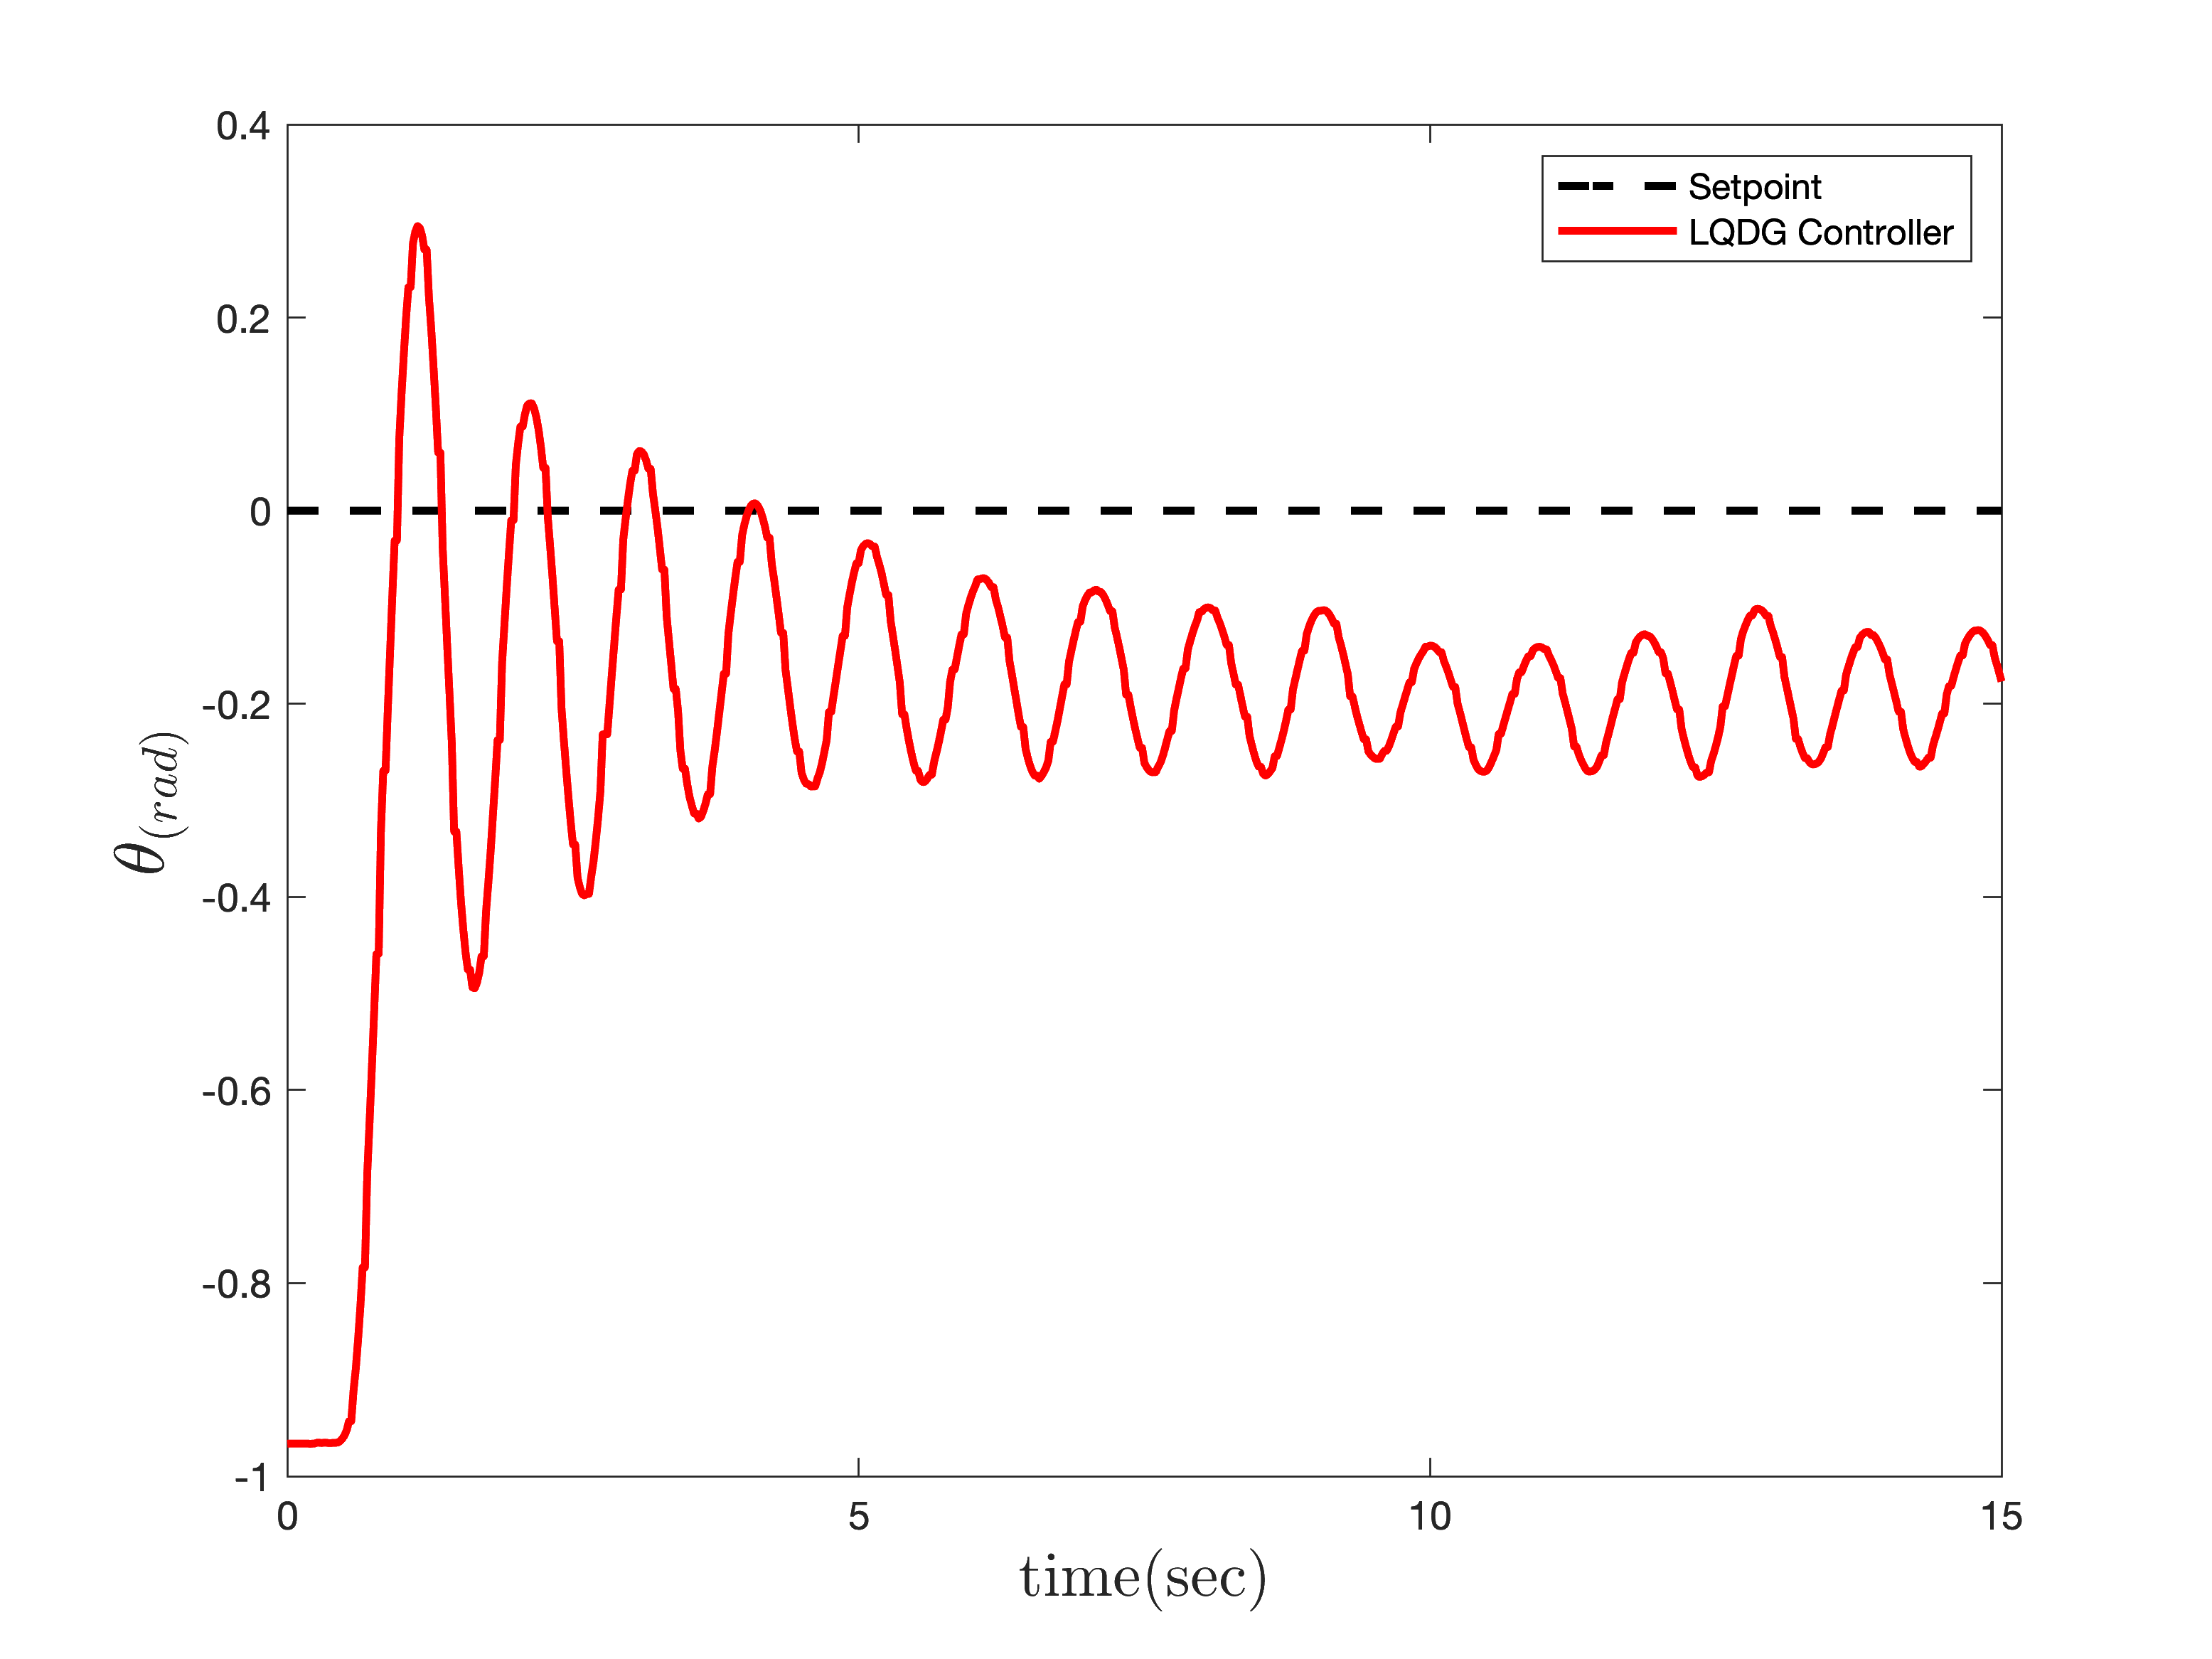 0.4
0.2
0
-0.2
-0.4
-0.6
-0.8
-1
θ(rad)
Setpoint
LQDG Controller
0 5 10 15
time(sec)